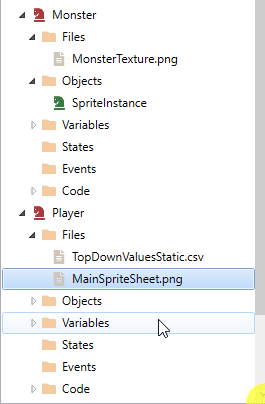 Monster
Files
MonsterTexture.png
Objects
SpriteInstance
Variables
States
Events
Code
Player
Files
TopDownValuesStatic.csv
MainSpriteSheet.png
Objects
Variables
States
Events
Code